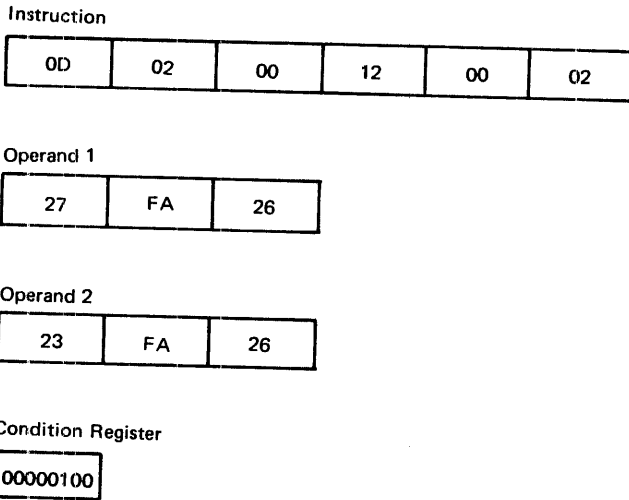 Instruction
0D 02 00 12 00 02
Operand 1
27 FA 26
Operand 2
23 FA 26
Condition Register
00000100